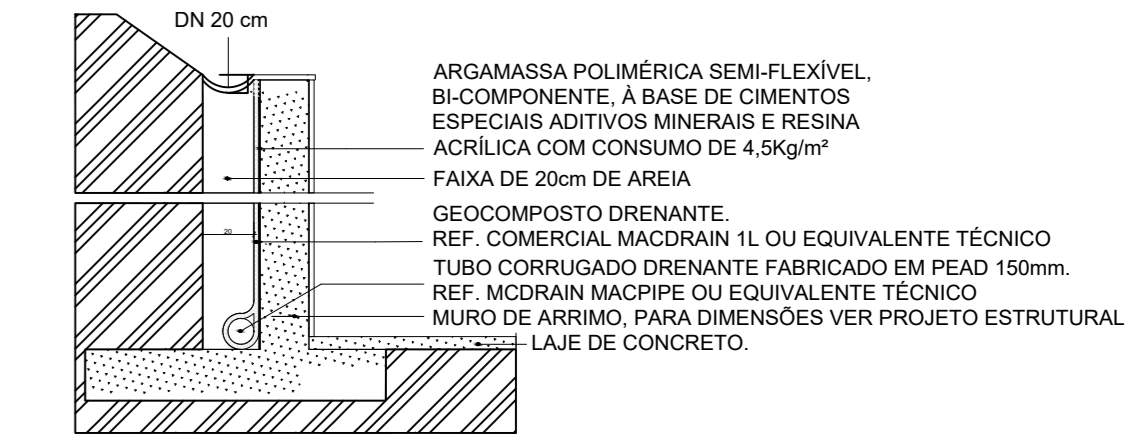 DN 20 cm
ARGAMASSA POLIMÉRICA SEMI-FLEXÍVEL,
BI-COMPONENTE, À BASE DE CIMENTOS
ESPECIAIS ADITIVOS MINERAIS E RESINA
ACRÍLICA COM CONSUMO DE 4,5Kg/m²
FAIXA DE 20cm DE AREIA
GEOCOMPOSTO DRENANTE.
20
REF. COMERCIAL MACDRAIN 1L OU EQUIVALENTE TÉCNICO
TUBO CORRUGADO DRENANTE FABRICADO EM PEAD 150mm.
REF. MCDRAIN MACPIPE OU EQUIVALENTE TÉCNICO
MURO DE ARRIMO, PARA DIMENSÕES VER PROJETO ESTRUTURAL
LAJE DE CONCRETO.